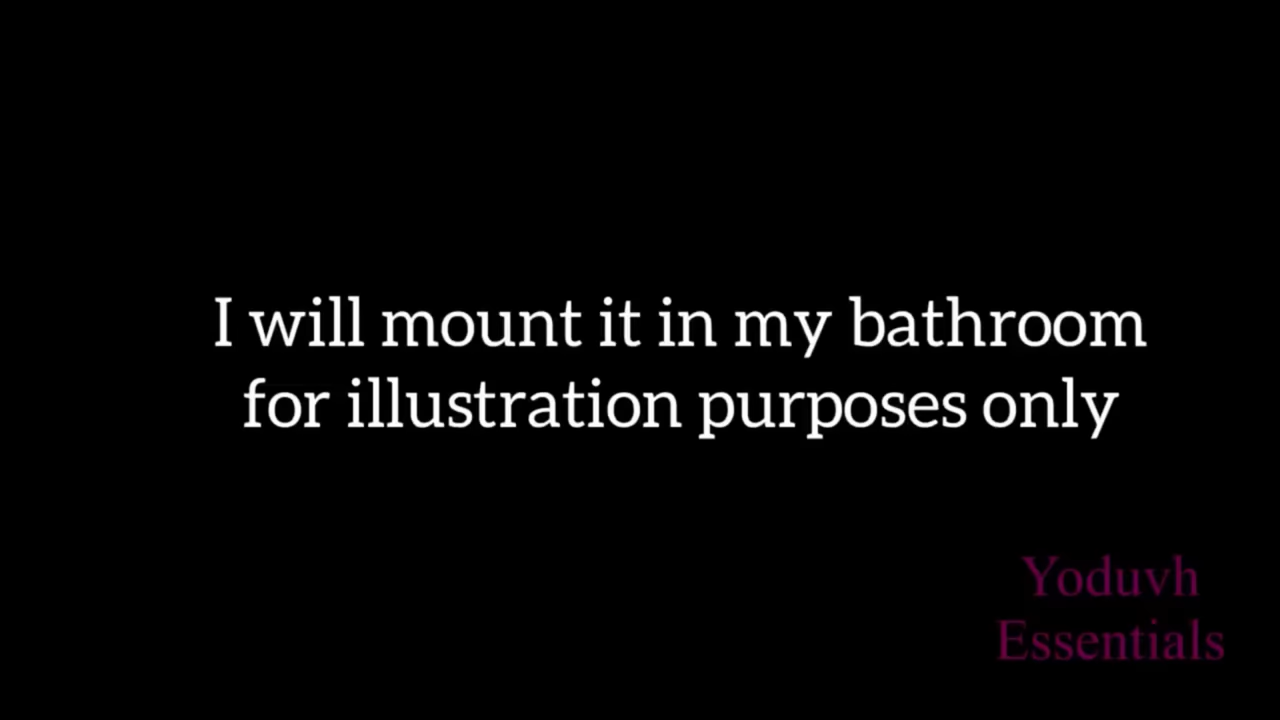 I will mount it in my bathroom
for illustration purposes only
Yoduvh
Essentials